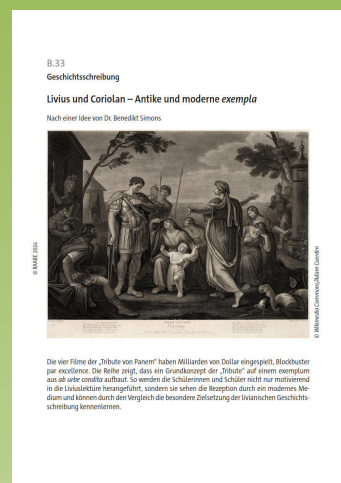 B.33
Geschichtsschreibung
Livius und Coriolan – Antike und moderne exempla
Nach einer Idee von Dr. Benedikt Simons
© RAABE 2024
© Wikimedia Commons/Adam Cuerden
Die vier Filme der „Tribute von Panem“ haben Milliarden von Dollar eingespielt, Blockbuster
par excellence. Die Reihe zeigt, dass ein Grundkonzept der „Tribute“ auf einem exemplum
aus ab urbe condita aufbaut. So werden die Schülerinnen und Schüler nicht nur motivierend
in die Liviuslektüre herangeführt, sondern sie sehen die Rezeption durch ein modernes Me-
dium und können durch den Vergleich die besondere Zielsetzung der livianischen Geschichts-
schreibung kennenlernen.